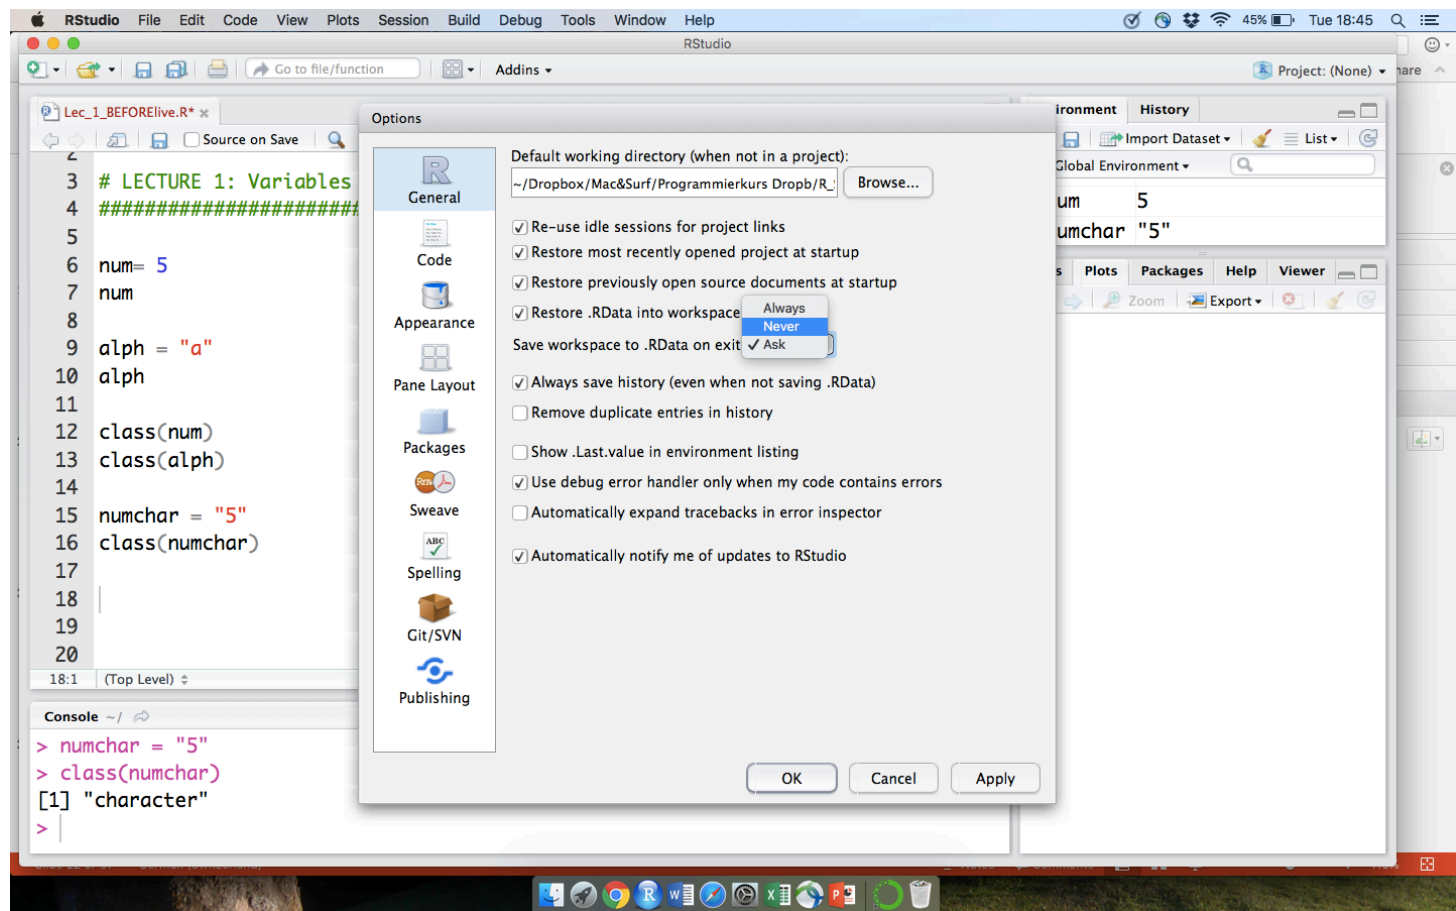 RStudio File Edit Code View Plots Session Build Debug Tools Window Help 45% Tue 18:45
RStudio
Go to file/function Addins Project: (None)
Lec_1_BEFORElive.R*
Source on Save
2
3 # LECTURE 1: Variables
4 #######################
5
6 num= 5
7 num
8
9 alph = "a"
10 alph
11
12 class(num)
13 class(alph)
14
15 numchar = "5"
16 class(numchar)
17
18
19
20
18:1 (Top Level)
Console ~/
> numchar = "5"
> class(numchar)
[1] "character"
>
Options
General
Code
Appearance
Pane Layout
Packages
Sweave
ABC
Spelling
Git/SVN
Publishing
Default working directory (when not in a project):
~/Dropbox/Mac&Surf/Programmierkurs Dropb/R_ Browse...
Re-use idle sessions for project links
Restore most recently opened project at startup
Restore previously open source documents at startup
Restore .RData into workspace
Always
Never
Save workspace to .RData on exit Ask
Always save history (even when not saving .RData)
Remove duplicate entries in history
Show .Last.value in environment listing
Use debug error handler only when my code contains errors
Automatically expand tracebacks in error inspector
Automatically notify me of updates to RStudio
OK Cancel Apply
ironment History
Import Dataset List
Global Environment
um 5
umchar "5"
s Plots Packages Help Viewer
Zoom Export